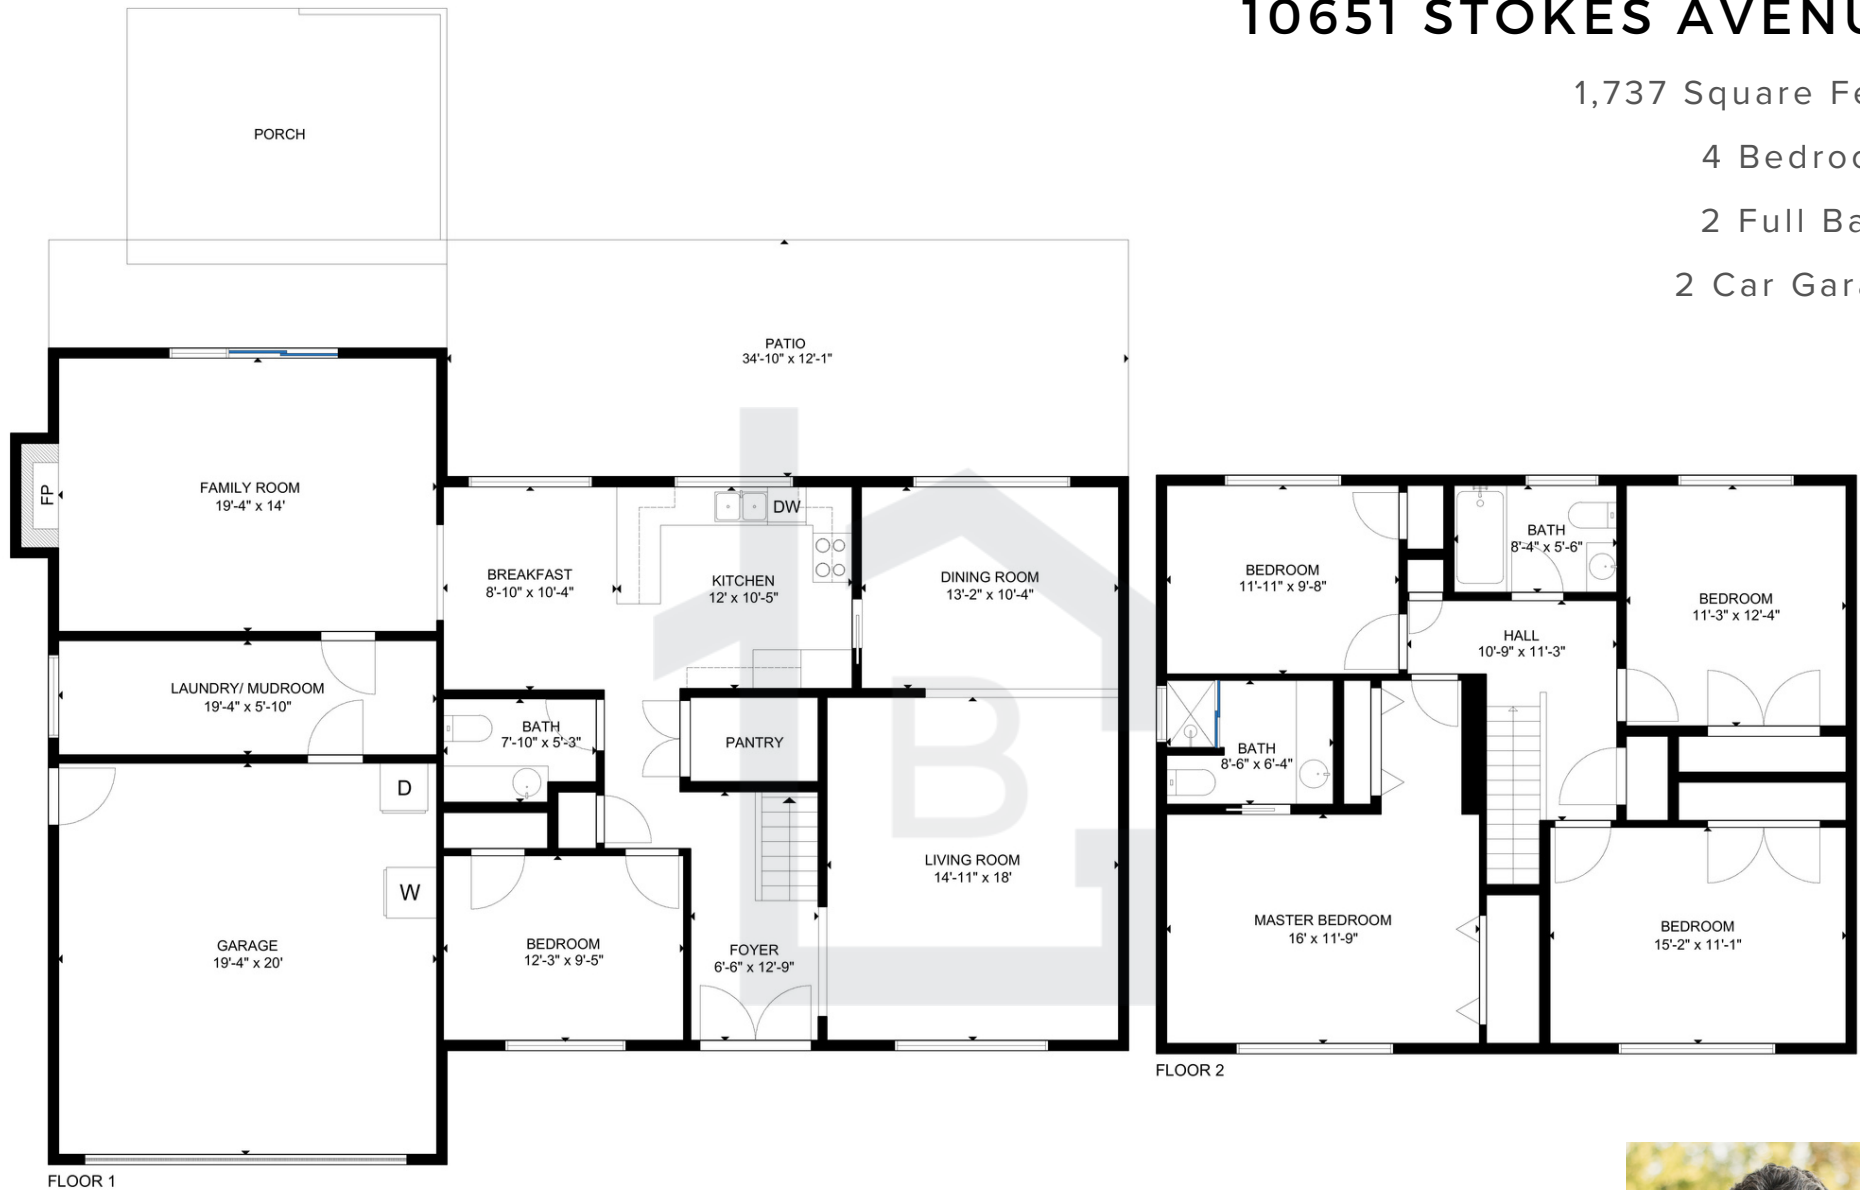 10651 STOKES AVENU
1,737 Square Fe
4 Bedroo
2 Full Ba
2 Car Gara
PORCH
PATIO
34'-10" x 12'-1"
FAMILY ROOM
19'-4" x 14'
FP
BREAKFAST
8'-10" x 10'-4"
KITCHEN
12' x 10'-5"
DW
DINING ROOM
13'-2" x 10'-4"
LAUNDRY/ MUDROOM
19'-4" x 5'-10"
BATH
7'-10" x 5'-3"
PANTRY
D
W
GARAGE
19'-4" x 20'
BEDROOM
12'-3" x 9'-5"
FOYER
6'-6" x 12'-9"
LIVING ROOM
14'-11" x 18'
B
FLOOR 1
BEDROOM
11'-11" x 9'-8"
BATH
8'-4" x 5'-6"
BEDROOM
11'-3" x 12'-4"
HALL
10'-9" x 11'-3"
BATH
8'-6" x 6'-4"
MASTER BEDROOM
16' x 11'-9"
BEDROOM
15'-2" x 11'-1"
FLOOR 2